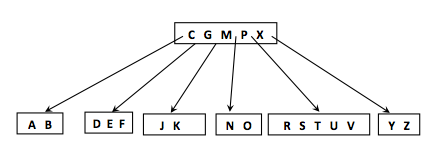 C G M P X
A B D E F J K N O R S T U V Y Z